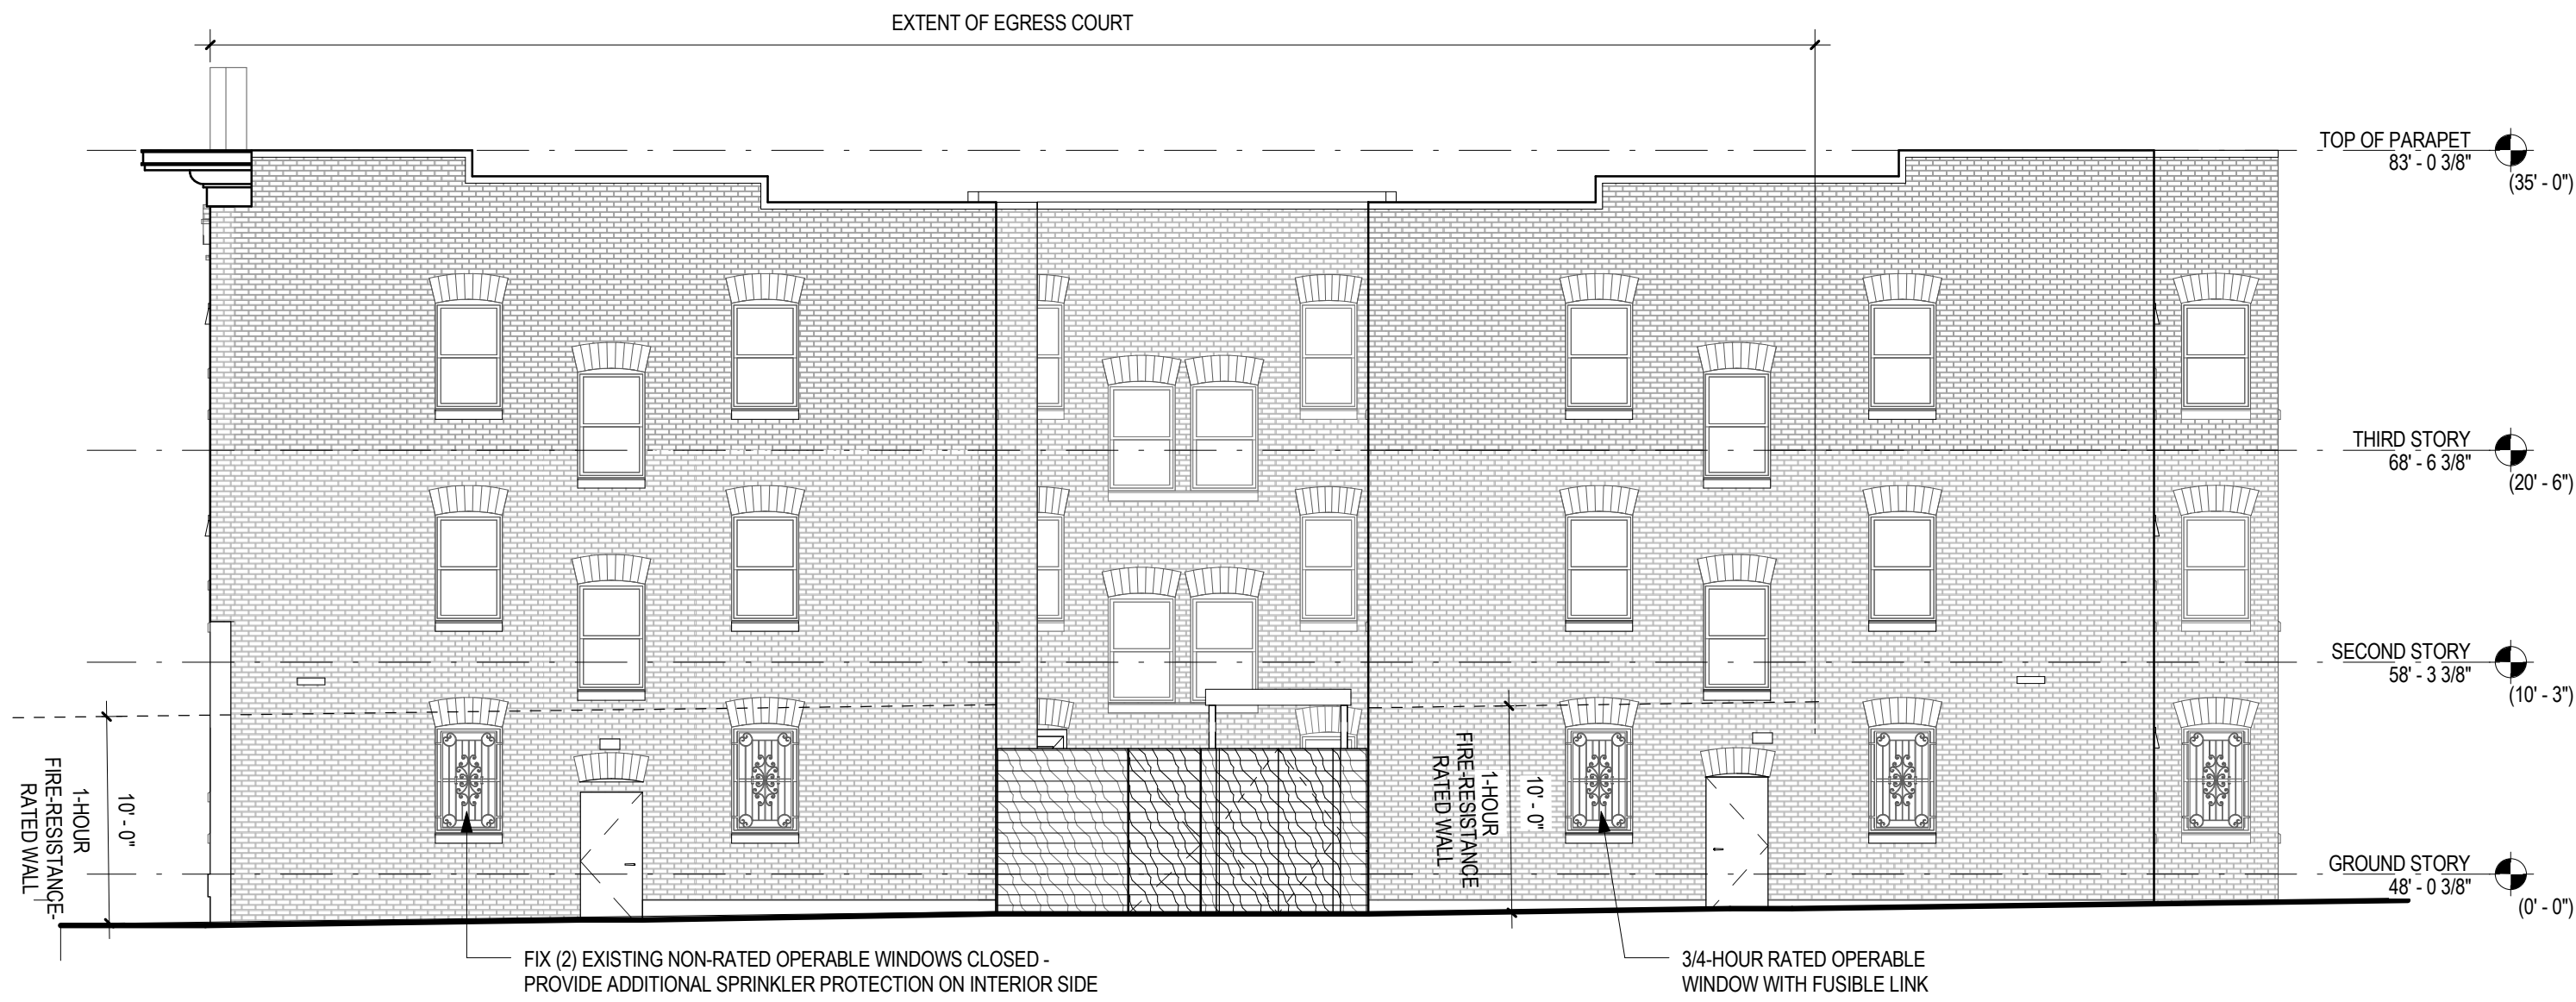 EXTENT OF EGRESS COURT
TOP OF PARAPET
83' - 0 3/8"
(35' - 0")
THIRD STORY
68' - 6 3/8"
(20' - 6")
SECOND STORY
58' - 3 3/8"
(10' - 3")
GROUND STORY
48' - 0 3/8"
(0' - 0")
10' - 0"
1-HOUR
FIRE-RESISTANCE-
RATED WALL
10' - 0"
1-HOUR
FIRE-RESISTANCE
RATED WALL
FIX (2) EXISTING NON-RATED OPERABLE WINDOWS CLOSED -
PROVIDE ADDITIONAL SPRINKLER PROTECTION ON INTERIOR SIDE
3/4-HOUR RATED OPERABLE
WINDOW WITH FUSIBLE LINK